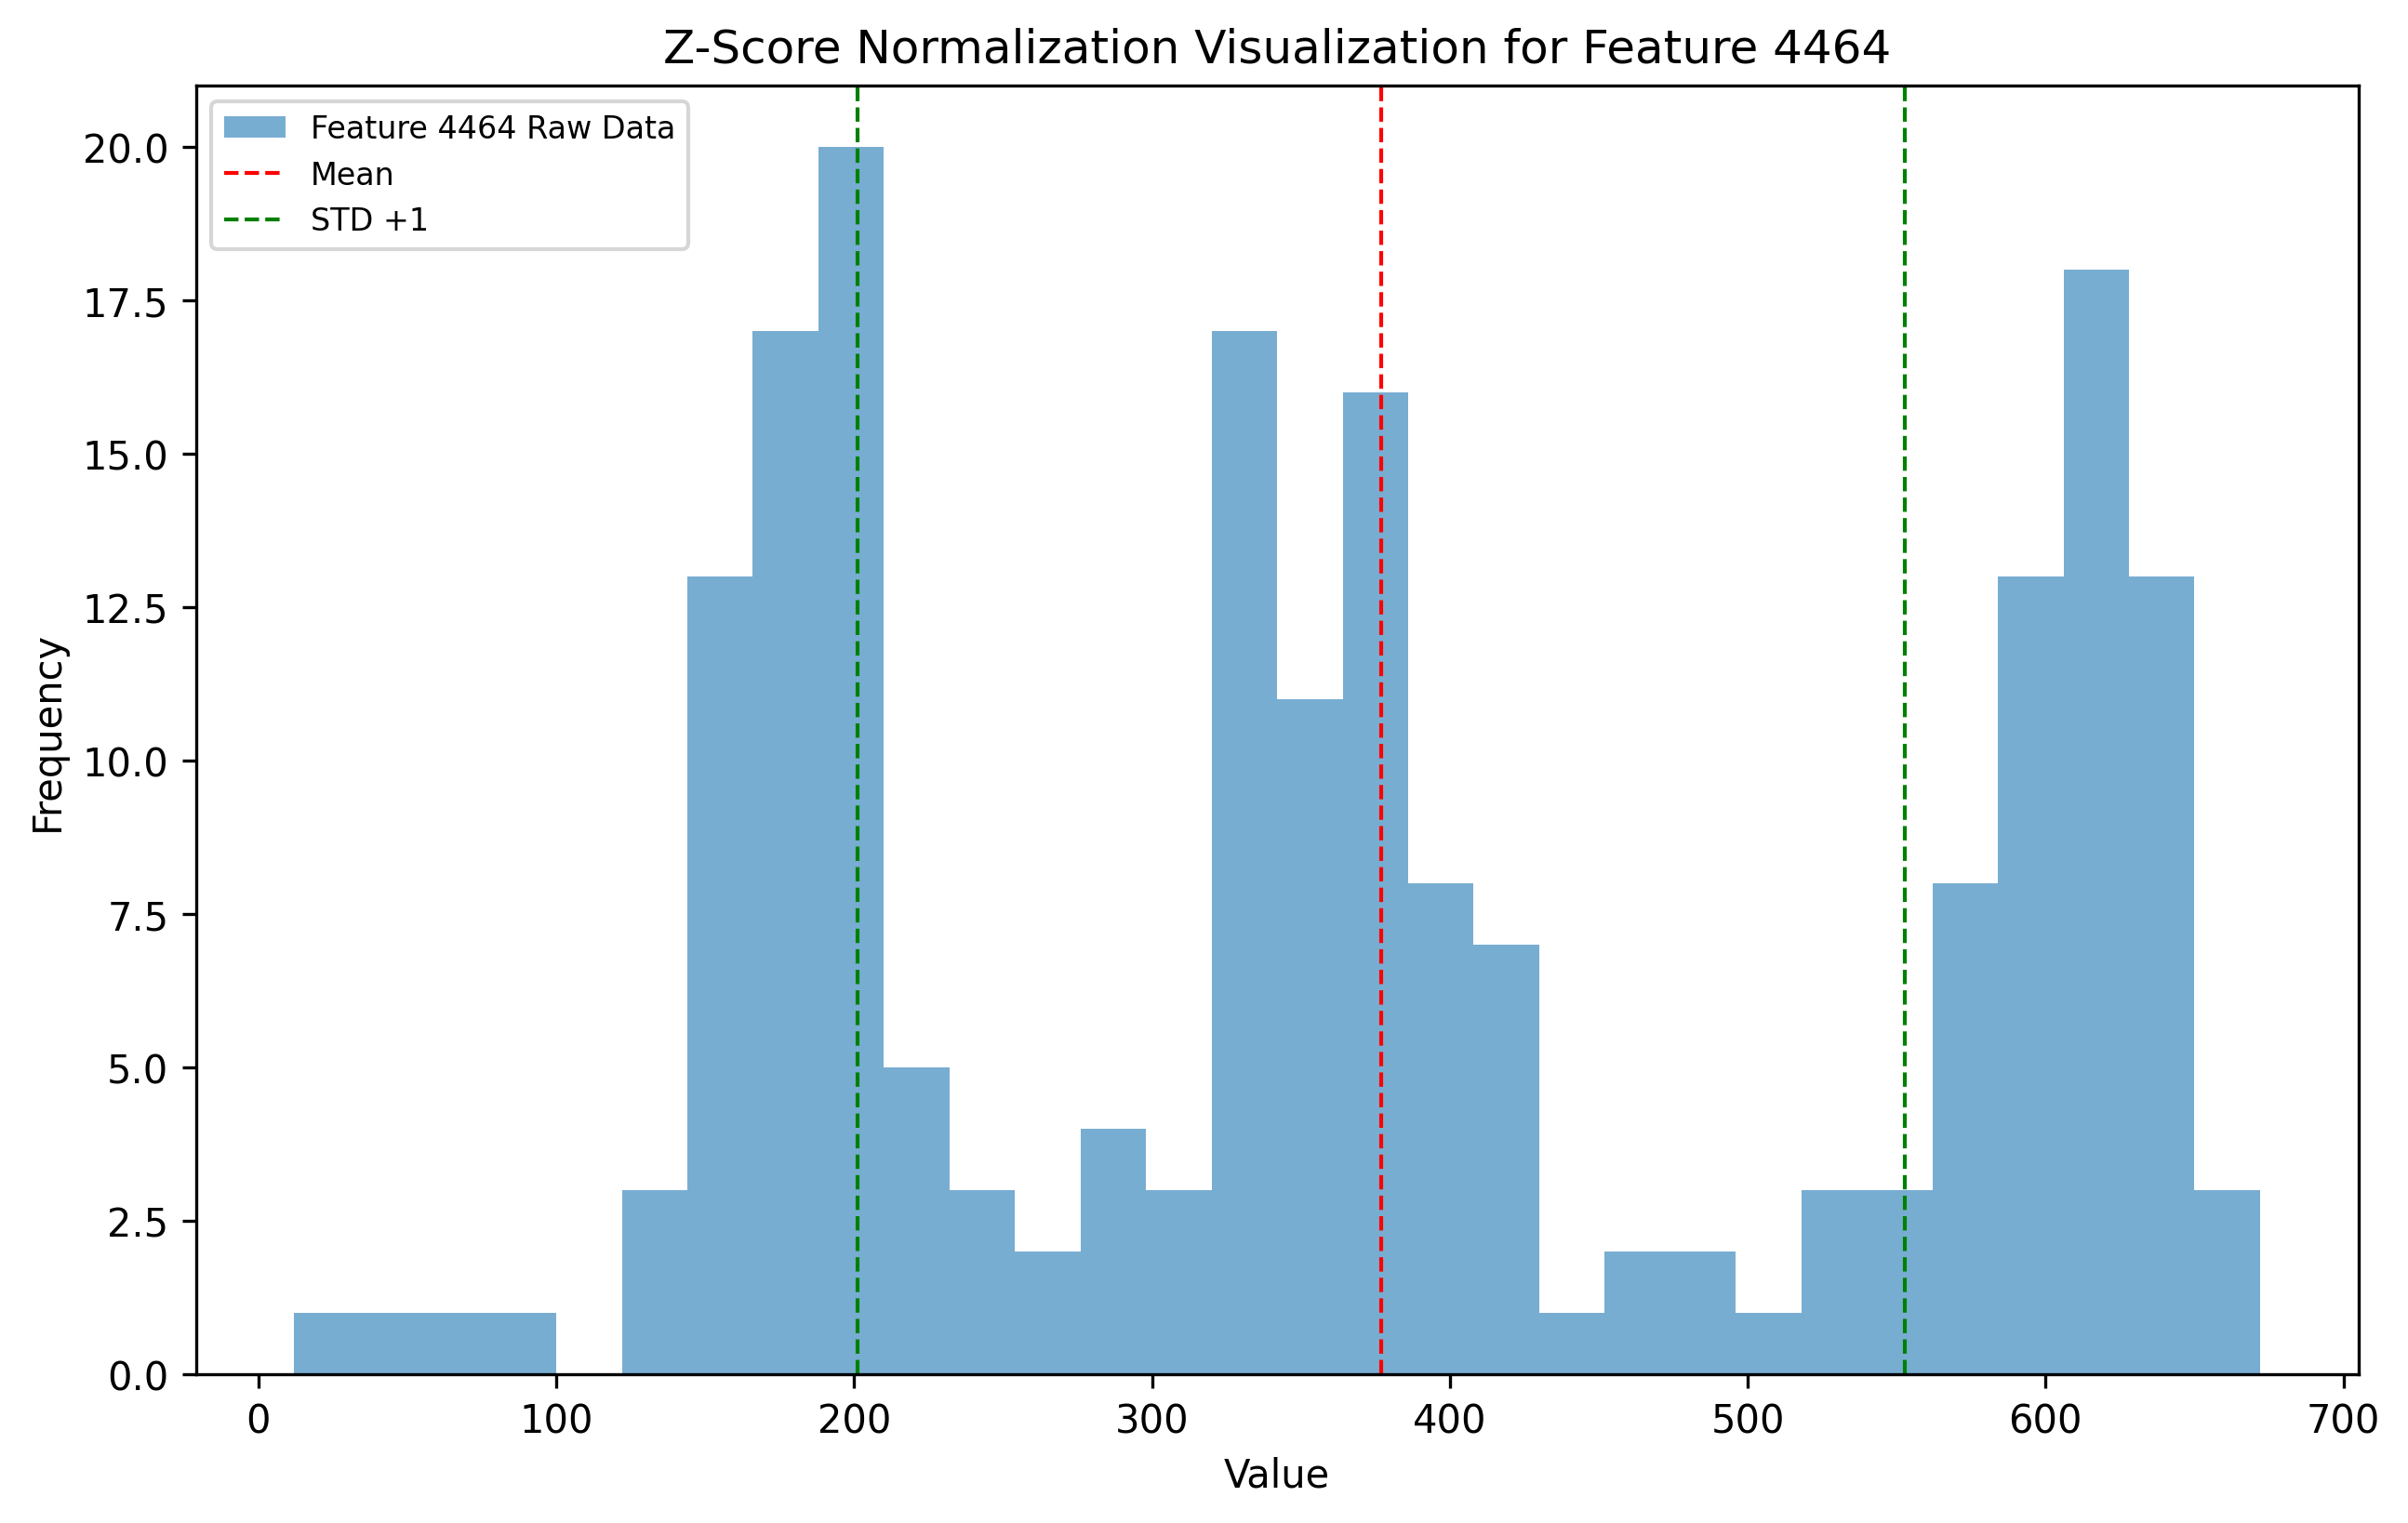 Z-Score Normalization Visualization for Feature 4464
Feature 4464 Raw Data
Mean
STD +1
20.0
17.5
15.0
12.5
10.0
7.5
5.0
2.5
0.0
Frequency
0 100 200 300 400 500 600 700
Value